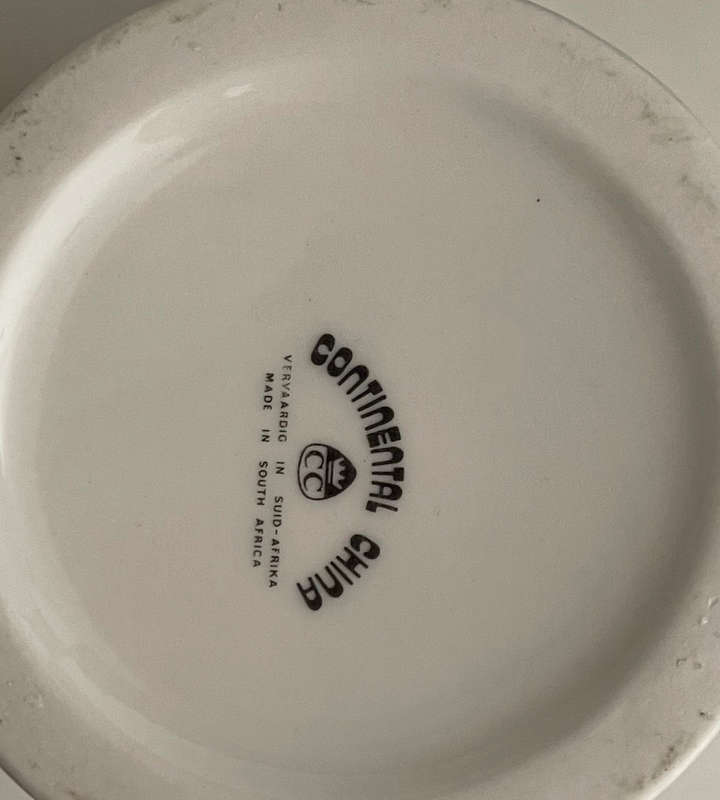 CONTINENTAL CHINA
CC
VERVAARDIG IN SUID-AFRIKA
MADE IN SOUTH AFRICA